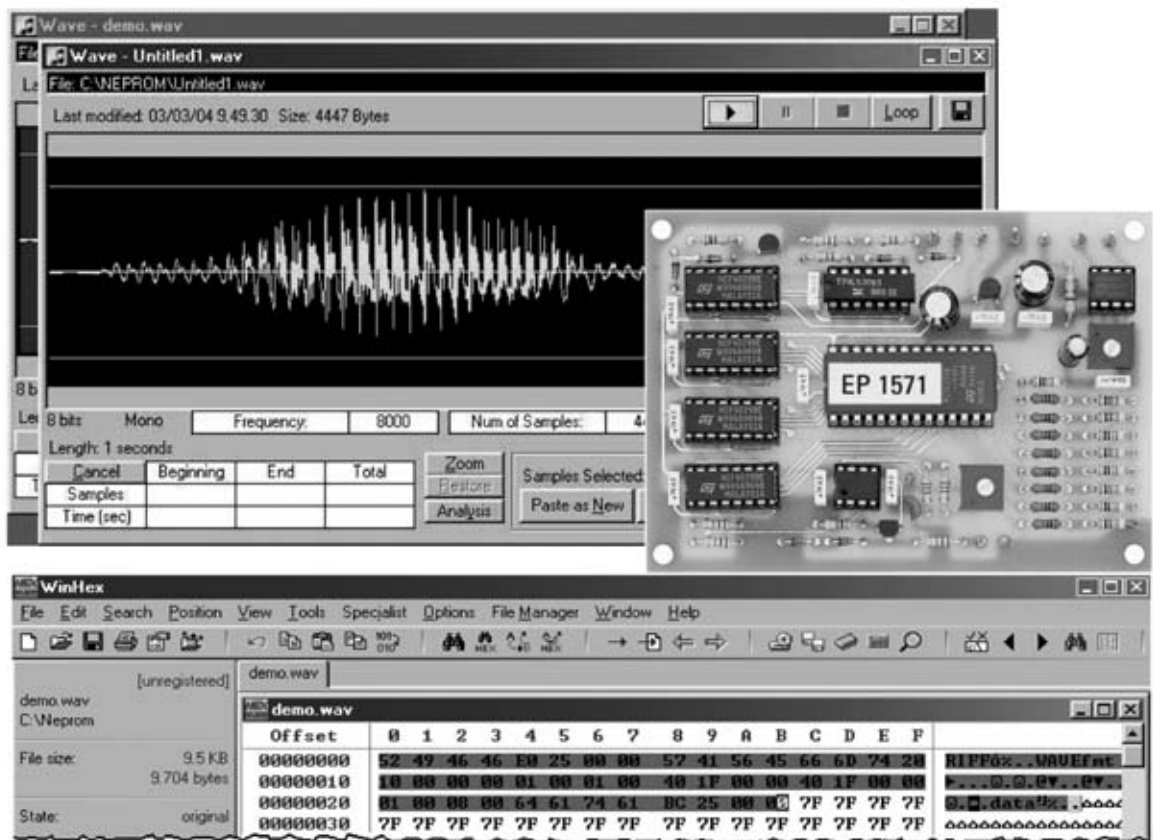 Wave - demo.wav
Wave - Untitled1.wav
File: C:\NEPROM\Untitled1.wav
Last modified: 03/03/04 9.49.30 Size: 4447 Bytes
Loop
8 bits Mono Frequency: 8000 Num of Samples:
Length: 1 seconds
Cancel Beginning End Total
Samples
Time (sec)
Zoom
Restore
Analysis
Samples Selected:
Paste as New
EP 1571
WinHex
File Edit Search Position View Tools Specjalist Options File Manager Window Help
[unregistered]
demo.wav
C:\Neprom
File size: 9.5 KB
9.704 bytes
State: original
demo.wav
demo.wav
Offset 0 1 2 3 4 5 6 7 8 9 A B C D E F
00000000 52 49 46 46 E0 25 00 00 57 41 56 45 66 6D 74 20
00000010 10 00 00 00 01 00 01 00 40 1F 00 00 40 1F 00 00
00000020 01 00 08 00 64 61 74 61 BC 25 00 00 7F 7F 7F 7F
00000030 7F 7F 7F 7F 7F 7F 7F 7F 7F 7F 7F 7F 7F 7F 7F 7F